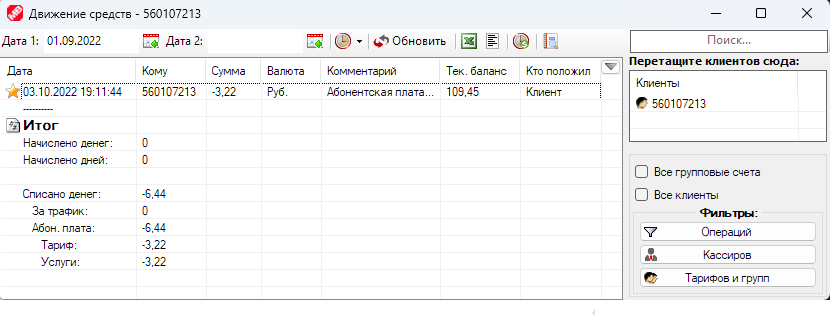 Движение средств - 560107213
Дата 1: 01.09.2022 Дата 2: Обновить Поиск...
Перетащите клиентов сюда:
Дата Кому Сумма Валюта Комментарий Тек. баланс Кто положил
Клиенты
03.10.2022 19:11:44 560107213 -3,22 Руб. Абонентская плата... 109,45 Клиент
560107213
----------
Итог
Начислено денег: 0
Начислено дней: 0
Списано денег: -6,44
За трафик: 0
Абон. плата: -6,44
Тариф: -3,22
Услуги: -3,22
Все групповые счета
Все клиенты
Фильтры:
Операций
Кассиров
Тарифов и групп